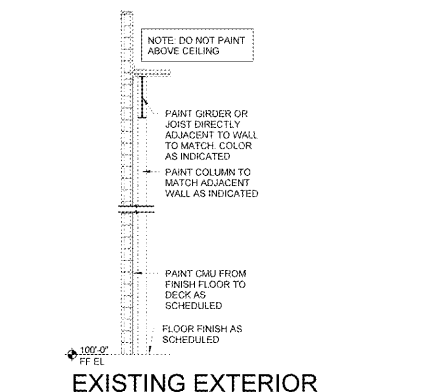 NOTE: DO NOT PAINT
ABOVE CEILING
PAINT GIRDER OR
JOIST DIRECTLY
ADJACENT TO WALL
TO MATCH. COLOR
AS INDICATED
PAINT COLUMN TO
MATCH ADJACENT
WALL AS INDICATED
PAINT CMU FROM
FINISH FLOOR TO
DECK AS
SCHEDULED
FLOOR FINISH AS
SCHEDULED
100'-0"
FF EL
EXISTING EXTERIOR